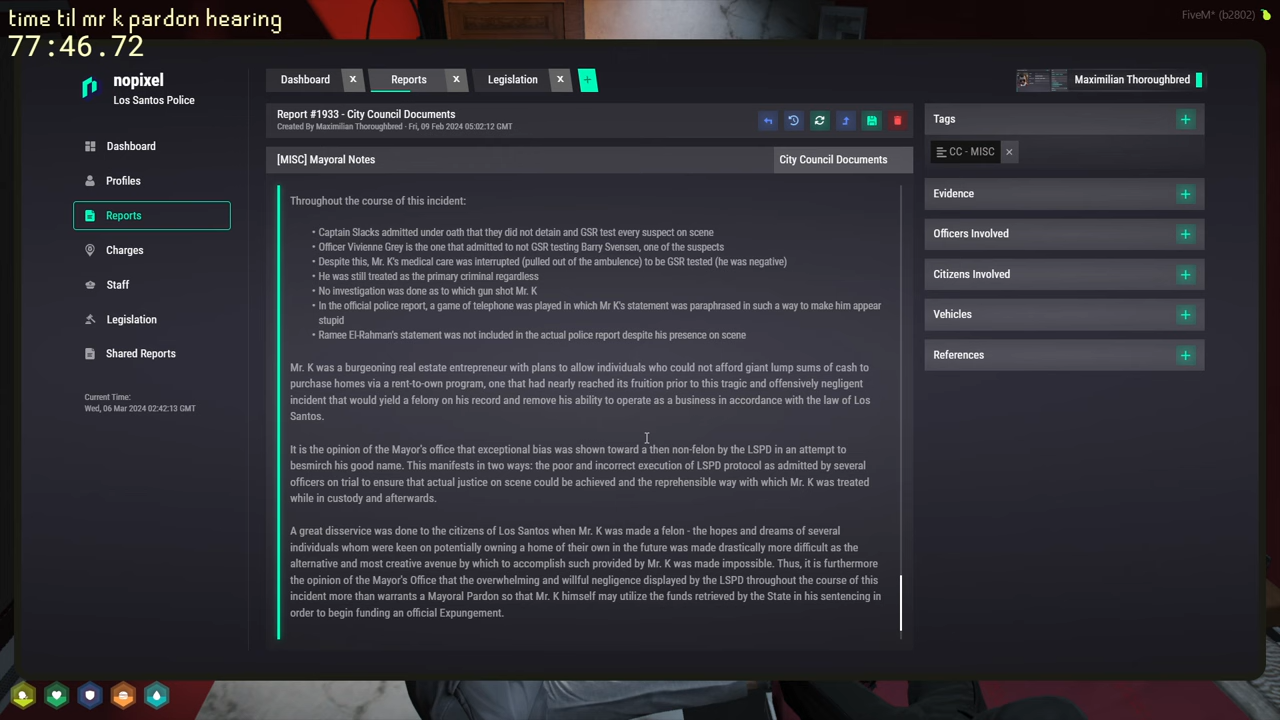 time til mr k pardon hearing
77:46.72
FiveM* (b2802)
nopixel
Los Santos Police
Dashboard
Profiles
Reports
Charges
Staff
Legislation
Shared Reports
Current Time:
Wed, 06 Mar 2024 02:42:13 GMT
Dashboard x
Reports x
Legislation x
+
Maximilian Thoroughbred
Report #1933 - City Council Documents
Created By Maximilian Thoroughbred · Fri, 09 Feb 2024 05:02:12 GMT
[MISC] Mayoral Notes
City Council Documents
Throughout the course of this incident:
• Captain Slacks admitted under oath that they did not detain and GSR test every suspect on scene
• Officer Vivienne Grey is the one that admitted to not GSR testing Barry Svensen, one of the suspects
• Despite this, Mr. K's medical care was interrupted (pulled out of the ambulence) to be GSR tested (he was negative)
• He was still treated as the primary criminal regardless
• No investigation was done as to which gun shot Mr. K
• In the official police report, a game of telephone was played in which Mr K's statement was paraphrased in such a way to make him appear
stupid
• Ramee El-Rahman's statement was not included in the actual police report despite his presence on scene
Mr. K was a burgeoning real estate entrepreneur with plans to allow individuals who could not afford giant lump sums of cash to
purchase homes via a rent-to-own program, one that had nearly reached its fruition prior to this tragic and offensively negligent
incident that would yield a felony on his record and remove his ability to operate as a business in accordance with the law of Los
Santos.
It is the opinion of the Mayor's office that exceptional bias was shown toward a then non-felon by the LSPD in an attempt to
besmirch his good name. This manifests in two ways: the poor and incorrect execution of LSPD protocol as admitted by several
officers on trial to ensure that actual justice on scene could be achieved and the reprehensible way with which Mr. K was treated
while in custody and afterwards.
A great disservice was done to the citizens of Los Santos when Mr. K was made a felon - the hopes and dreams of several
individuals whom were keen on potentially owning a home of their own in the future was made drastically more difficult as the
alternative and most creative avenue by which to accomplish such provided by Mr. K was made impossible. Thus, it is furthermore
the opinion of the Mayor's Office that the overwhelming and willful negligence displayed by the LSPD throughout the course of this
incident more than warrants a Mayoral Pardon so that Mr. K himself may utilize the funds retrieved by the State in his sentencing in
order to begin funding an official Expungement.
Tags +
CC - MISC x
Evidence +
Officers Involved +
Citizens Involved +
Vehicles +
References +